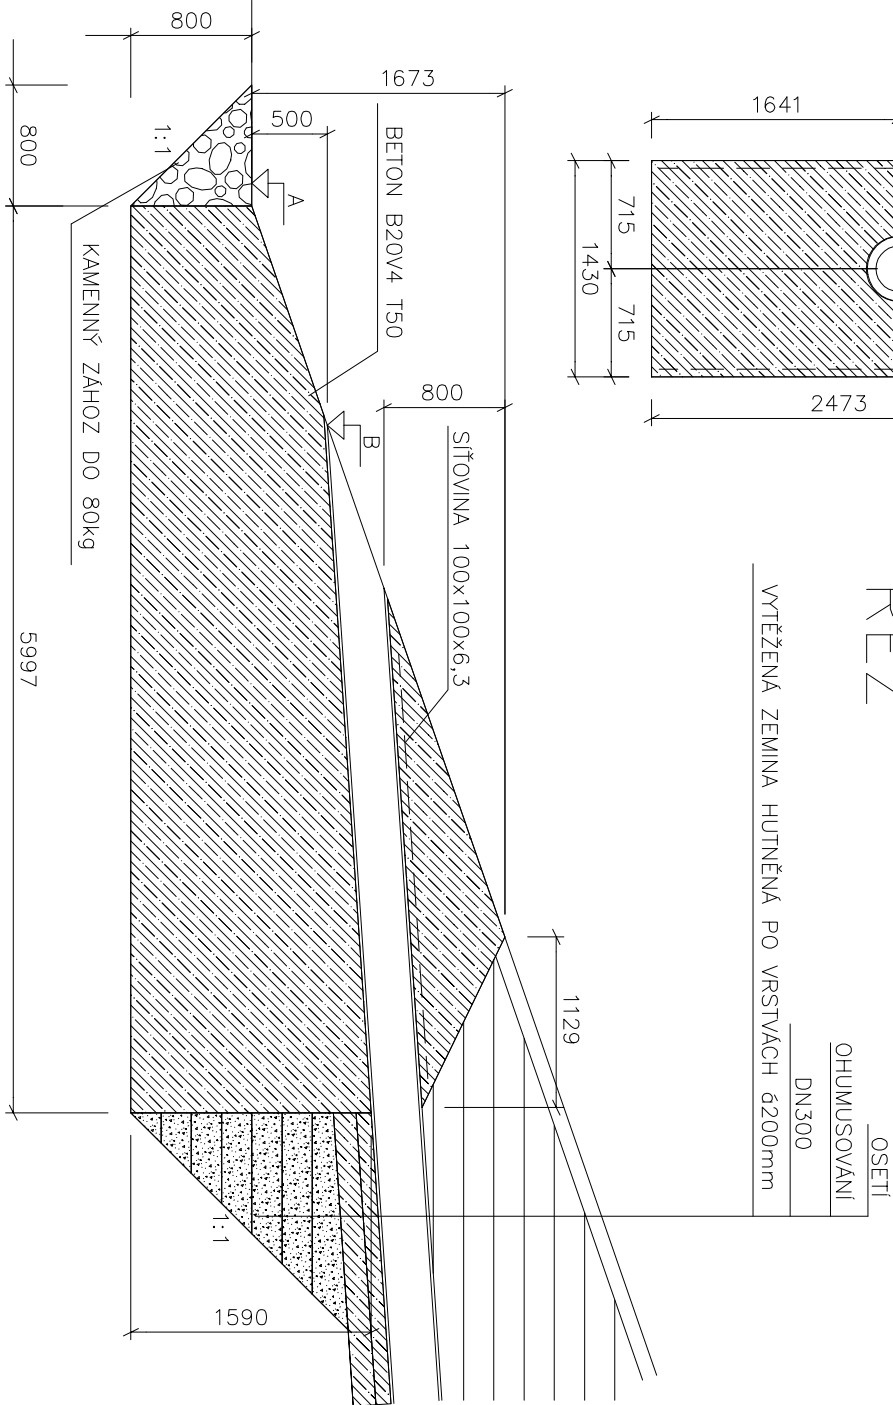 800
800
1:1
1673
500
A
BETON B20V4 T50
KAMENNÝ ZÁHOZ DO 80kg
B
800
SÍŤOVINA 100x100x6,3
5997
1129
1:1
1590
1641
715
1430
715
2473
VYTĚŽENÁ ZEMINA HUTNĚNÁ PO VRSTVÁCH á200mm
DN300
OHUMUSOVÁNÍ
OSETÍ